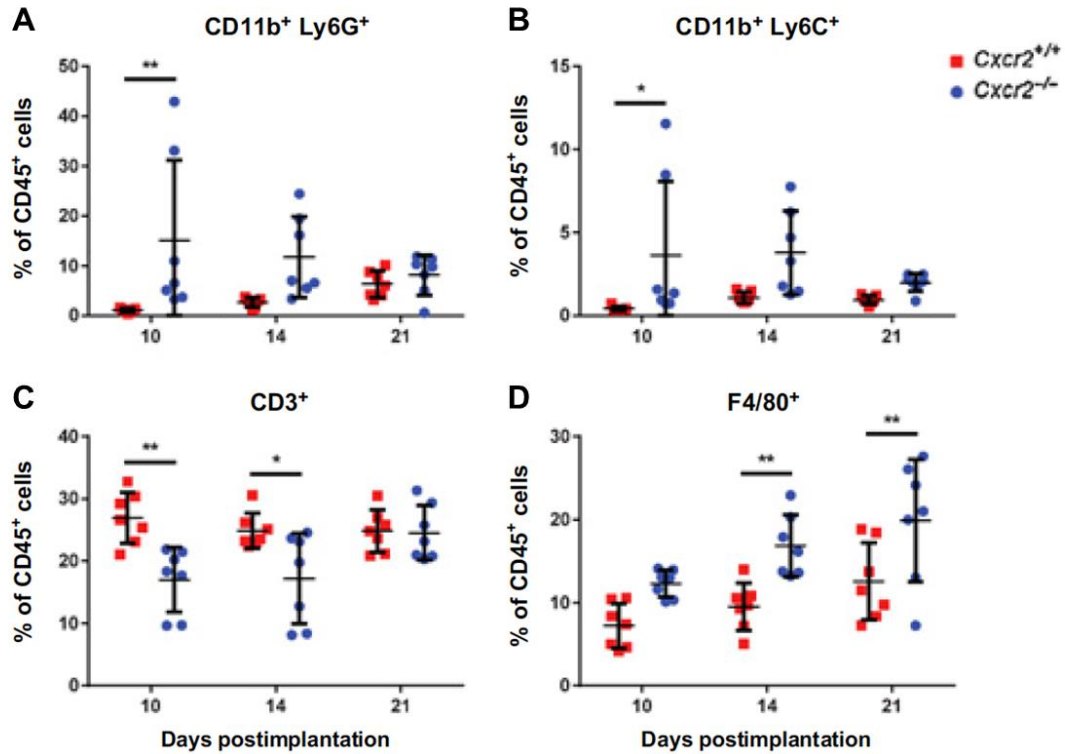 A
CD11b⁺ Ly6G⁺
% of CD45⁺ cells
50
40
30
20
10
0
**
10
14
21
B
CD11b⁺ Ly6C⁺
% of CD45⁺ cells
15
10
5
0
*
10
14
21
Cxcr2⁺/⁺
Cxcr2⁻/⁻
C
CD3⁺
% of CD45⁺ cells
40
30
20
10
0
**
*
10
14
21
Days postimplantation
D
F4/80⁺
% of CD45⁺ cells
30
20
10
0
**
**
10
14
21
Days postimplantation